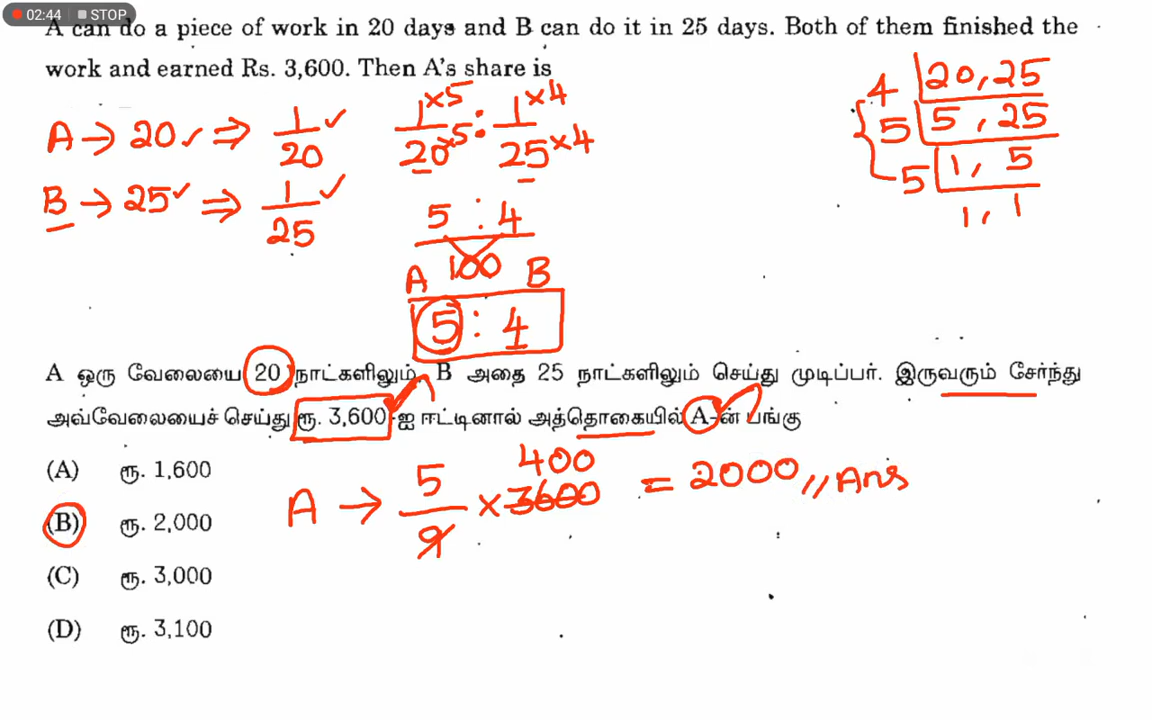 02:44 STOP
A can do a piece of work in 20 days and B can do it in 25 days. Both of them finished the
work and earned Rs. 3,600. Then A's share is
A → 20 ✓ ⇒ 1/20 ✓
B → 25 ✓ ⇒ 1/25 ✓
1×5/20×5 : 1×4/25×4
5 : 4
100
A B
5 : 4
4 | 20, 25
5 | 5, 25
5 | 1, 5
1, 1
A ஒரு வேலையை 20 நாட்களிலும் B அதை 25 நாட்களிலும் செய்து முடிப்பர். இருவரும் சேர்ந்து
அவ்வேலையைச் செய்து ரூ. 3,600-ஐ ஈட்டினால் அத்தொகையில் A-ன் பங்கு
(A) ரூ. 1,600
(B) ரூ. 2,000
(C) ரூ. 3,000
(D) ரூ. 3,100
A → 5/9 × 3600 400 = 2000 // Ans